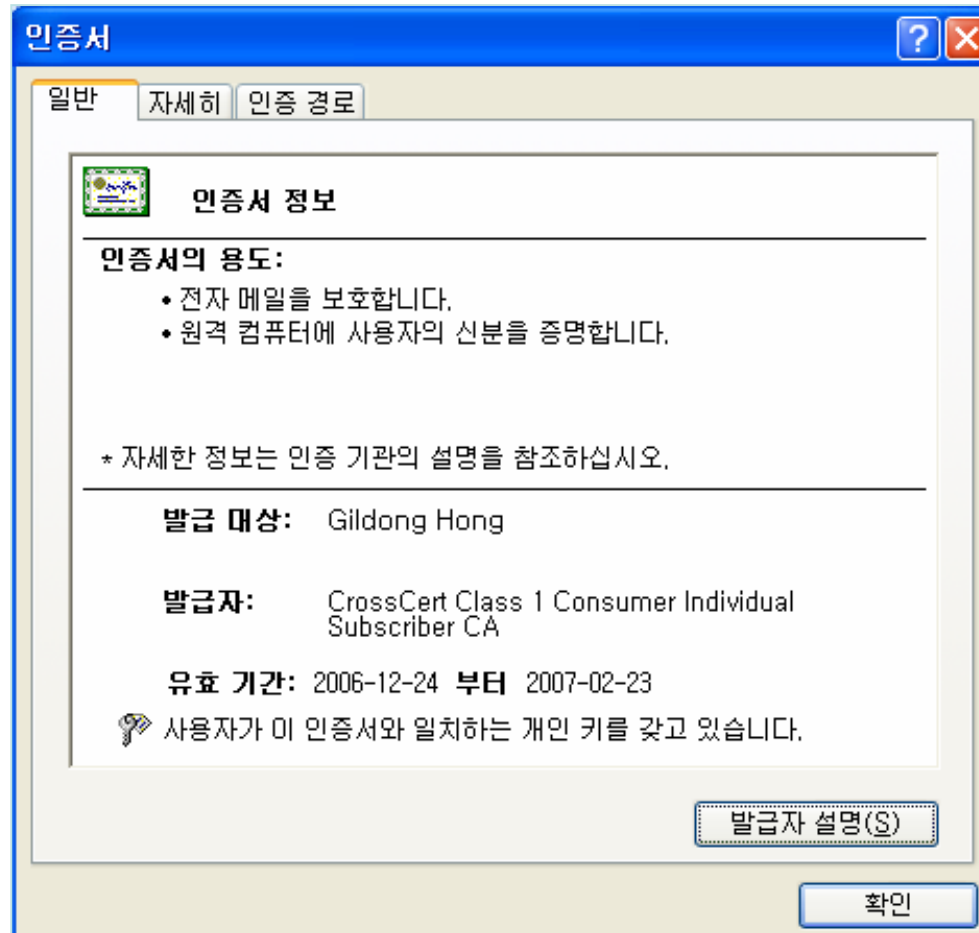 인증서
일반 자세히 인증 경로
인증서 정보
인증서의 용도:
• 전자 메일을 보호합니다.
• 원격 컴퓨터에 사용자의 신분을 증명합니다.
* 자세한 정보는 인증 기관의 설명을 참조하십시오.
발급 대상: Gildong Hong
발급자: CrossCert Class 1 Consumer Individual
Subscriber CA
유효 기간: 2006-12-24 부터 2007-02-23
사용자가 이 인증서와 일치하는 개인 키를 갖고 있습니다.
발급자 설명(S)
확인